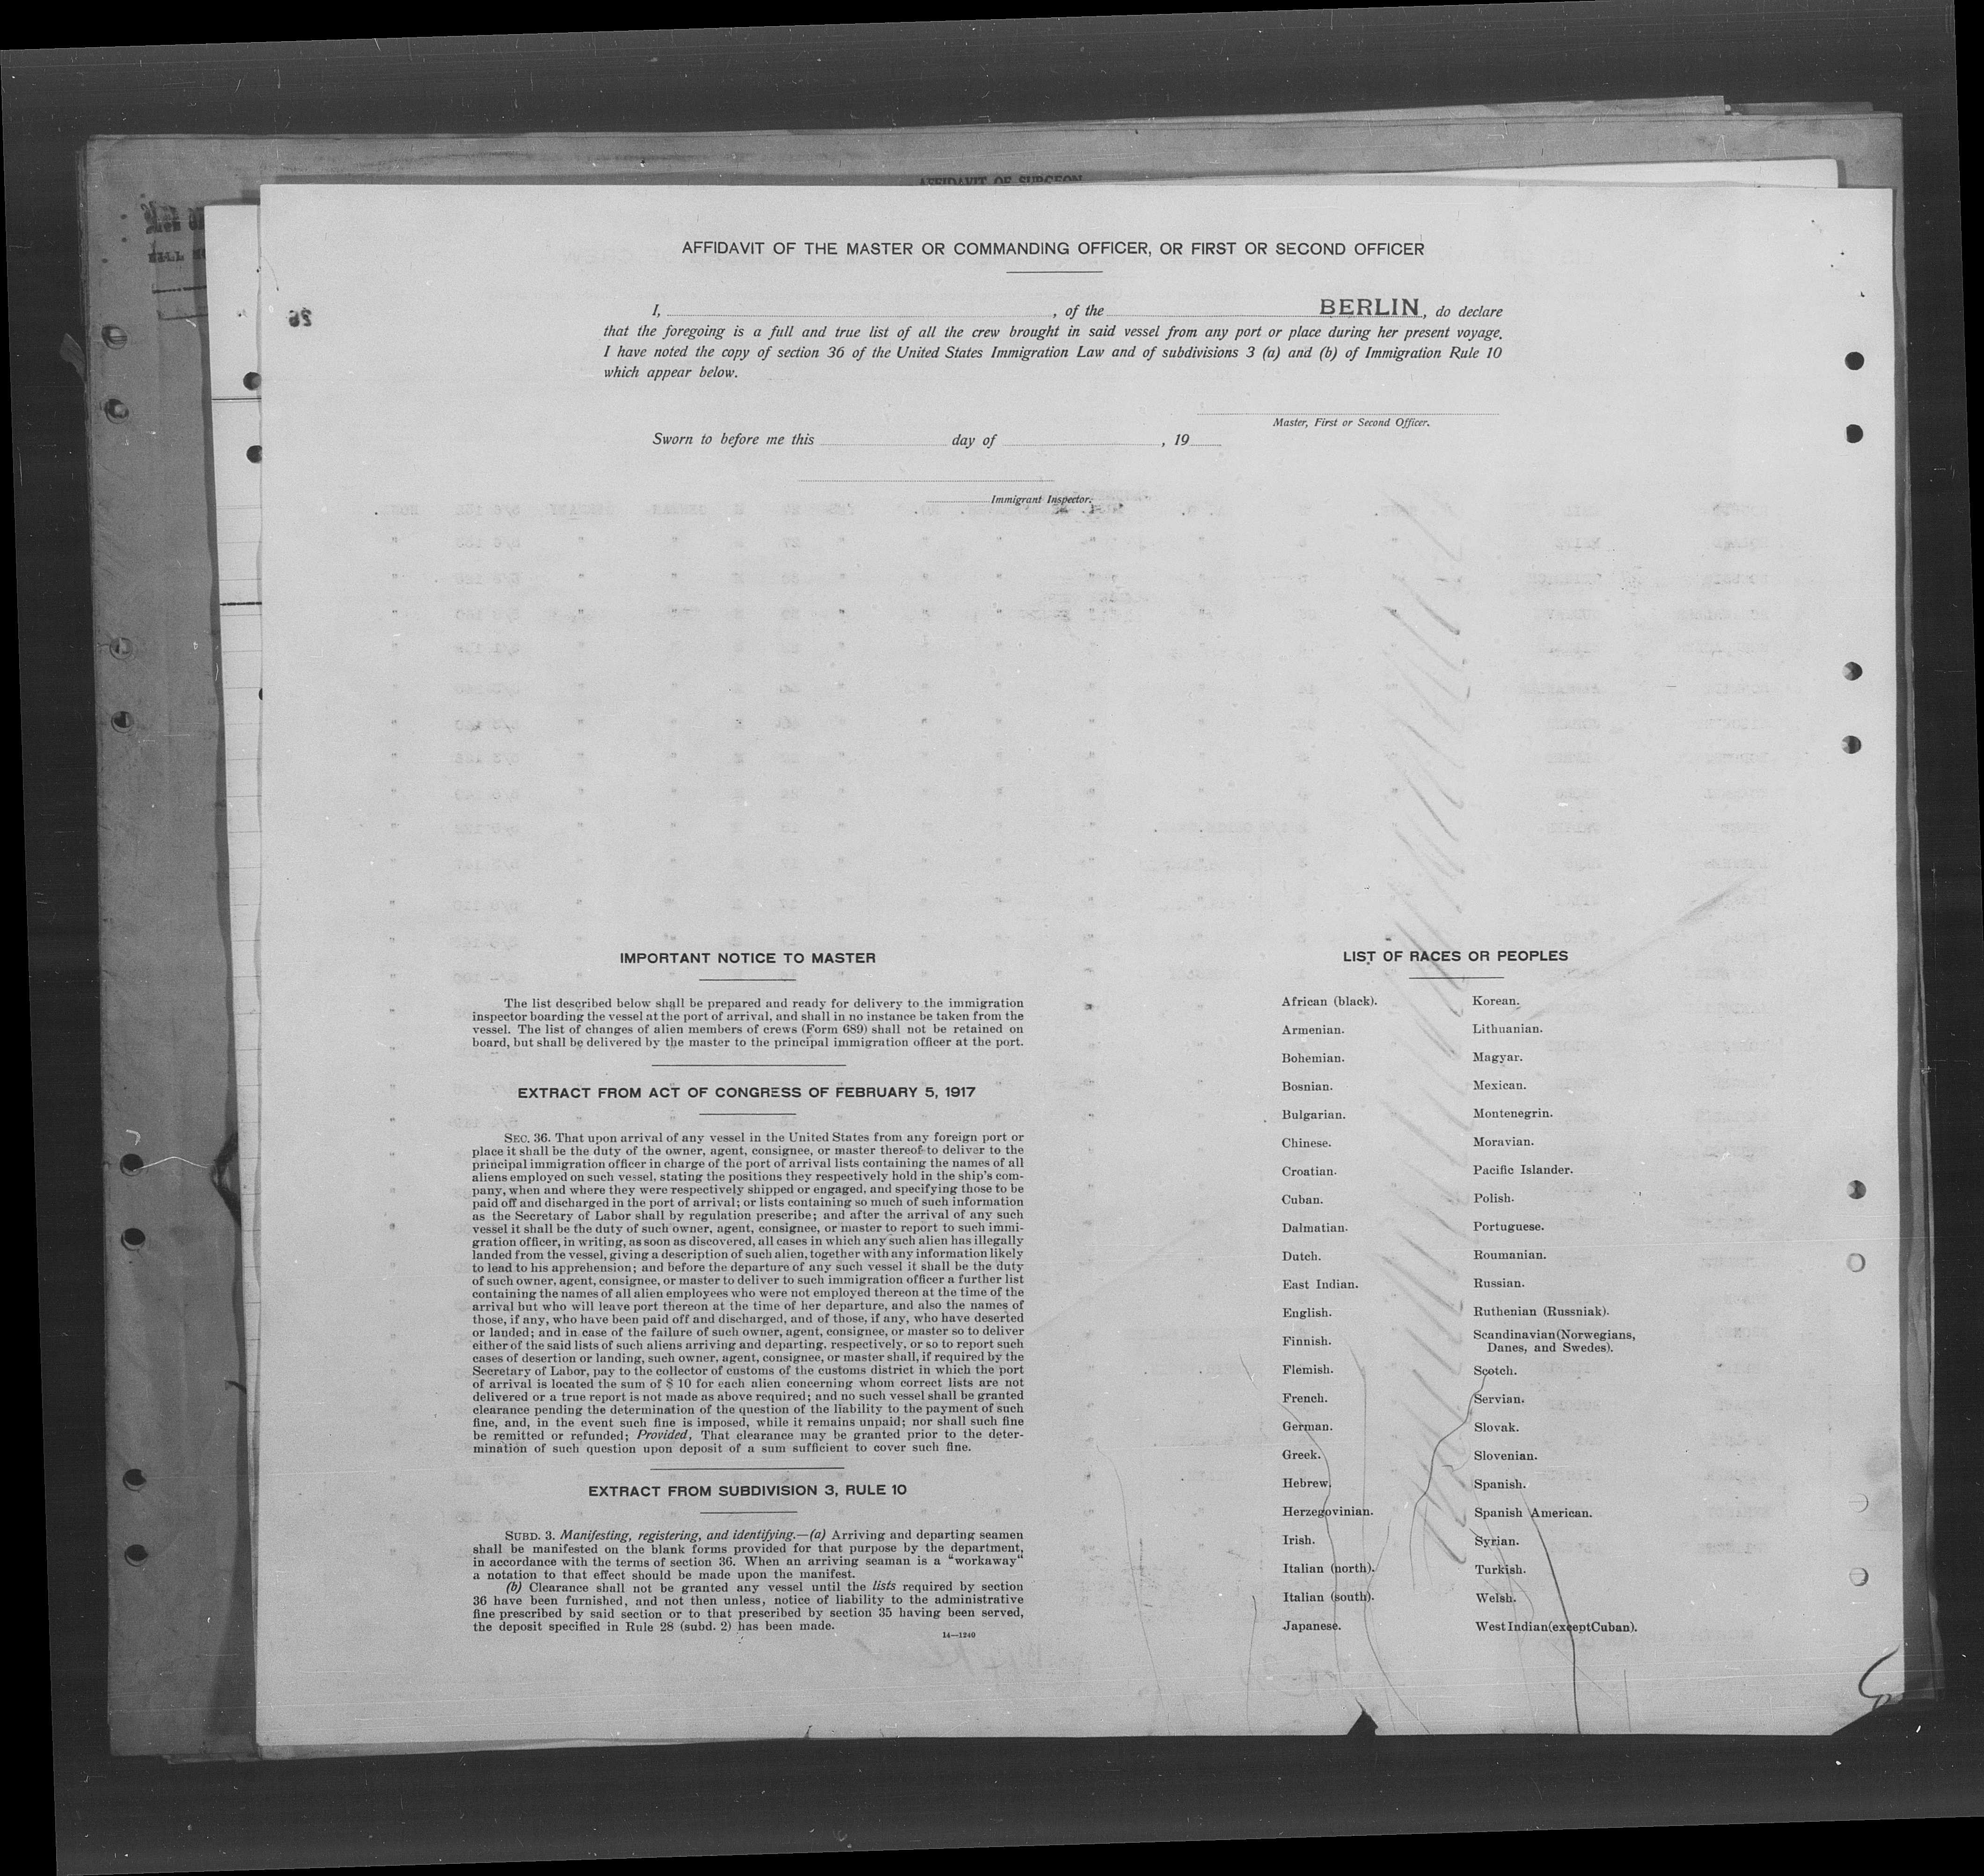 AFFIDAVIT OF SURGEON
AFFIDAVIT OF THE MASTER OR COMMANDING OFFICER, OR FIRST OR SECOND OFFICER
I, , of the BERLIN, do declare
that the foregoing is a full and true list of all the crew brought in said vessel from any port or place during her present voyage.
I have noted the copy of section 36 of the United States Immigration Law and of subdivisions 3 (a) and (b) of Immigration Rule 10
which appear below.
Master, First or Second Officer.
Sworn to before me this day of , 19
Immigrant Inspector.
IMPORTANT NOTICE TO MASTER
The list described below shall be prepared and ready for delivery to the immigration
inspector boarding the vessel at the port of arrival, and shall in no instance be taken from the
vessel. The list of changes of alien members of crews (Form 689) shall not be retained on
board, but shall be delivered by the master to the principal immigration officer at the port.
EXTRACT FROM ACT OF CONGRESS OF FEBRUARY 5, 1917
SEC. 36. That upon arrival of any vessel in the United States from any foreign port or
place it shall be the duty of the owner, agent, consignee, or master thereof to deliver to the
principal immigration officer in charge of the port of arrival lists containing the names of all
aliens employed on such vessel, stating the positions they respectively hold in the ship's com-
pany, when and where they were respectively shipped or engaged, and specifying those to be
paid off and discharged in the port of arrival; or lists containing so much of such information
as the Secretary of Labor shall by regulation prescribe; and after the arrival of any such
vessel it shall be the duty of such owner, agent, consignee, or master to report to such immi-
gration officer, in writing, as soon as discovered, all cases in which any such alien has illegally
landed from the vessel, giving a description of such alien, together with any information likely
to lead to his apprehension; and before the departure of any such vessel it shall be the duty
of such owner, agent, consignee, or master to deliver to such immigration officer a further list
containing the names of all alien employees who were not employed thereon at the time of the
arrival but who will leave port thereon at the time of her departure, and also the names of
those, if any, who have been paid off and discharged, and of those, if any, who have deserted
or landed; and in case of the failure of such owner, agent, consignee, or master so to deliver
either of the said lists of such aliens arriving and departing, respectively, or so to report such
cases of desertion or landing, such owner, agent, consignee, or master shall, if required by the
Secretary of Labor, pay to the collector of customs of the customs district in which the port
of arrival is located the sum of $ 10 for each alien concerning whom correct lists are not
delivered or a true report is not made as above required; and no such vessel shall be granted
clearance pending the determination of the question of the liability to the payment of such
fine, and, in the event such fine is imposed, while it remains unpaid; nor shall such fine
be remitted or refunded; Provided, That clearance may be granted prior to the deter-
mination of such question upon deposit of a sum sufficient to cover such fine.
EXTRACT FROM SUBDIVISION 3, RULE 10
SUBD. 3. Manifesting, registering, and identifying.—(a) Arriving and departing seamen
shall be manifested on the blank forms provided for that purpose by the department,
in accordance with the terms of section 36. When an arriving seaman is a "workaway"
a notation to that effect should be made upon the manifest.
(b) Clearance shall not be granted any vessel until the lists required by section
36 have been furnished, and not then unless, notice of liability to the administrative
fine prescribed by said section or to that prescribed by section 35 having been served,
the deposit specified in Rule 28 (subd. 2) has been made.
14—1240
LIST OF RACES OR PEOPLES
African (black).
Armenian.
Bohemian.
Bosnian.
Bulgarian.
Chinese.
Croatian.
Cuban.
Dalmatian.
Dutch.
East Indian.
English.
Finnish.
Flemish.
French.
German.
Greek.
Hebrew.
Herzegovinian.
Irish.
Italian (north).
Italian (south).
Japanese.
Korean.
Lithuanian.
Magyar.
Mexican.
Montenegrin.
Moravian.
Pacific Islander.
Polish.
Portuguese.
Roumanian.
Russian.
Ruthenian (Russniak).
Scandinavian(Norwegians,
Danes, and Swedes).
Scotch.
Servian.
Slovak.
Slovenian.
Spanish.
Spanish American.
Syrian.
Turkish.
Welsh.
West Indian(except Cuban).